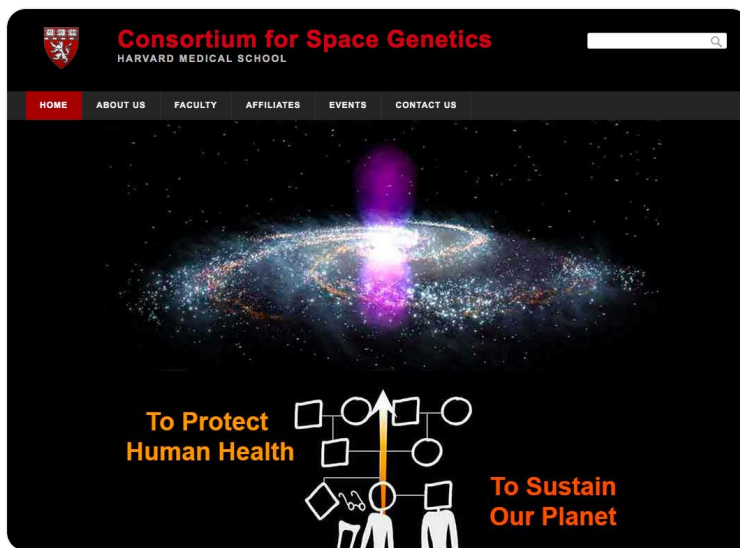 Consortium for Space Genetics
HARVARD MEDICAL SCHOOL
HOME ABOUT US FACULTY AFFILIATES EVENTS CONTACT US
To Protect
Human Health
To Sustain
Our Planet